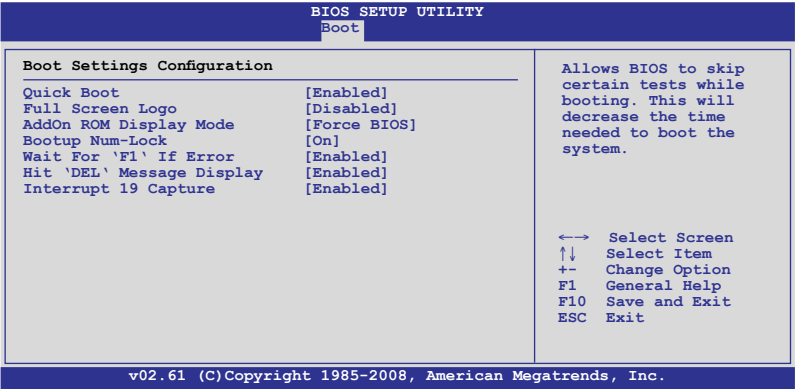 BIOS SETUP UTILITY
Boot
Boot Settings Configuration
Quick Boot [Enabled]
Full Screen Logo [Disabled]
AddOn ROM Display Mode [Force BIOS]
Bootup Num-Lock [On]
Wait For ‘F1‘ If Error [Enabled]
Hit ‘DEL‘ Message Display [Enabled]
Interrupt 19 Capture [Enabled]
Allows BIOS to skip
certain tests while
booting. This will
decrease the time
needed to boot the
system.
←→ Select Screen
↑↓ Select Item
+- Change Option
F1 General Help
F10 Save and Exit
ESC Exit
v02.61 (C)Copyright 1985-2008, American Megatrends, Inc.